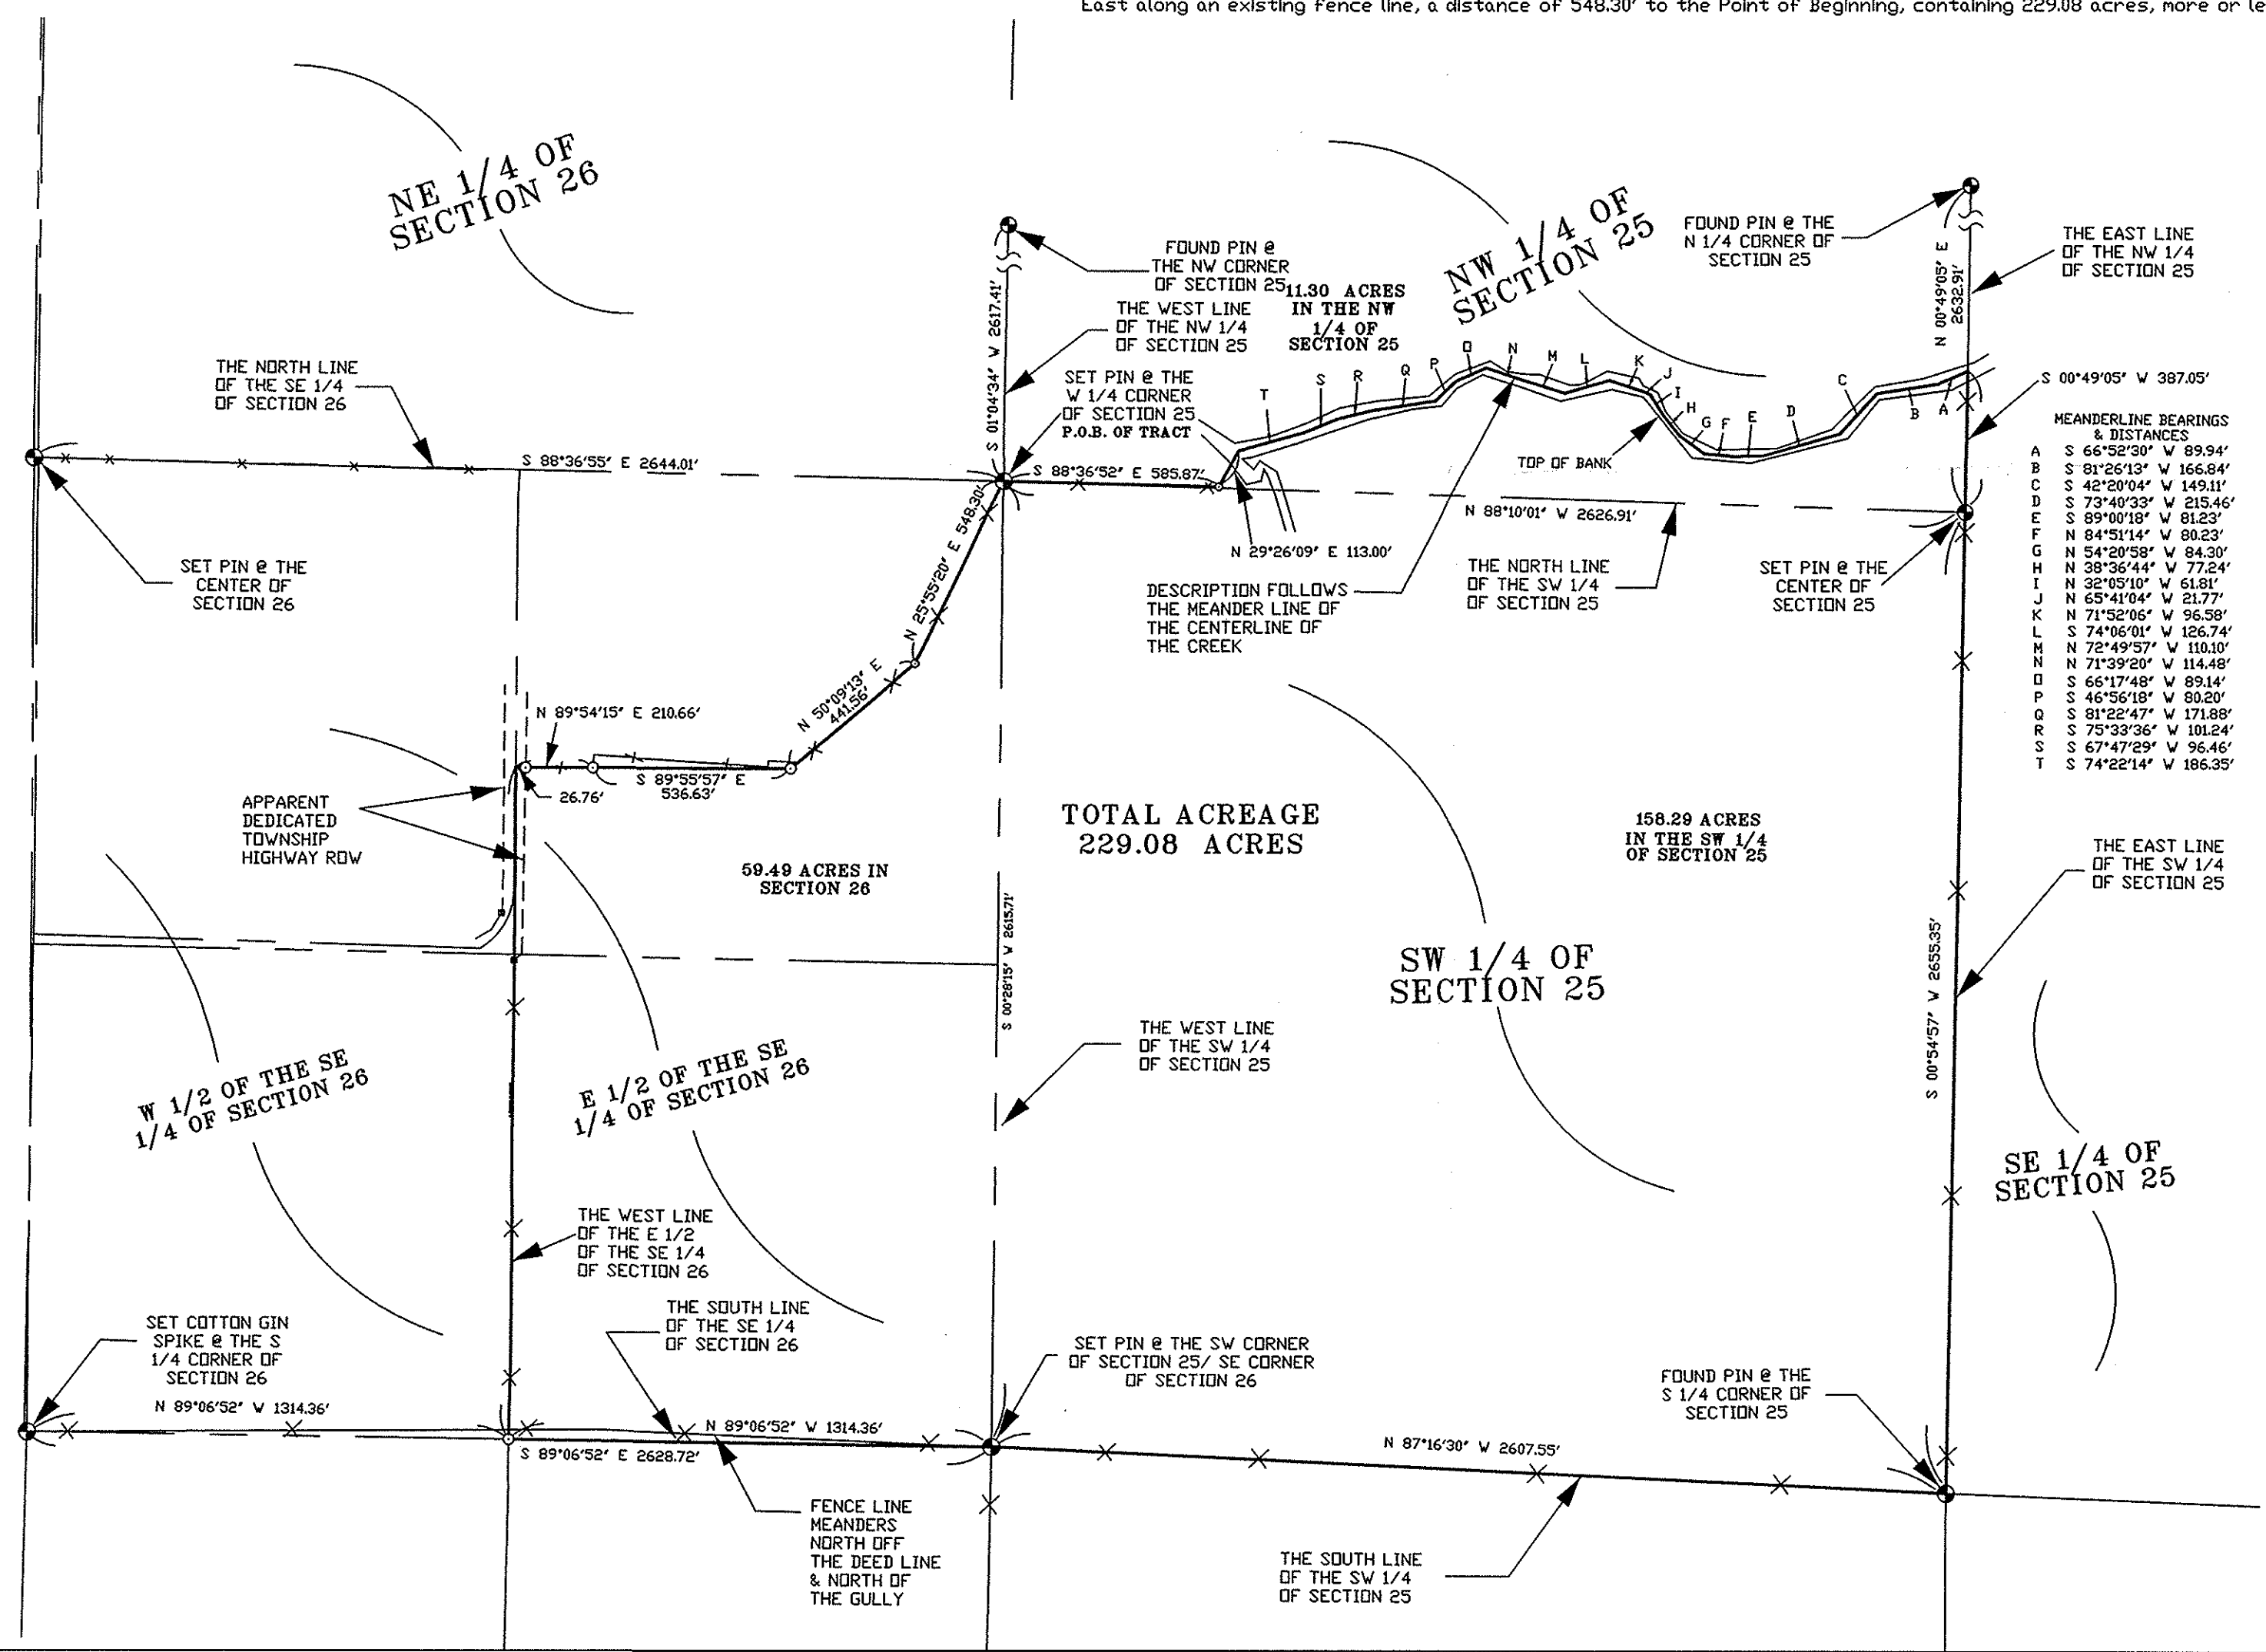 East along an existing fence line, a distance of 548.30' to the Point of Beginning, containing 229.08 acres, more or le
NE 1/4 OF
SECTION 26
NW 1/4 OF
SECTION 25
FOUND PIN @
THE NW CORNER
OF SECTION 25
11.30 ACRES
IN THE NW
1/4 OF
SECTION 25
FOUND PIN @ THE
N 1/4 CORNER OF
SECTION 25
N 00°49'05" E
2632.91'
THE EAST LINE
OF THE NW 1/4
OF SECTION 25
S 01°04'34" W 2617.41'
THE WEST LINE
OF THE NW 1/4
OF SECTION 25
THE NORTH LINE
OF THE SE 1/4
OF SECTION 26
SET PIN @ THE
W 1/4 CORNER
OF SECTION 25
P.O.B. OF TRACT
T
S
R
Q
P
O
N
M
L
K
J
I
H
G
F
E
D
C
B
A
S 00°49'05" W 387.05'
MEANDERLINE BEARINGS
& DISTANCES
A S 66°52'30" W 89.94'
B S 81°26'13" W 166.84'
C S 42°20'04" W 149.11'
D S 73°40'33" W 215.46'
E S 89°00'18" W 81.23'
F N 84°51'14" W 80.23'
G N 54°20'58" W 84.30'
H N 38°36'44" W 77.24'
I N 32°05'10" W 61.81'
J N 65°41'04" W 21.77'
K N 71°52'06" W 96.58'
L S 74°06'01" W 126.74'
M N 72°49'57" W 110.10'
N N 71°39'20" W 114.48'
O S 66°17'48" W 89.14'
P S 46°56'18" W 80.20'
Q S 81°22'47" W 171.88'
R S 75°33'36" W 101.24'
S S 67°47'29" W 96.46'
T S 74°22'14" W 186.35'
S 88°36'55" E 2644.01'
S 88°36'52" E 585.87'
TOP OF BANK
N 88°10'01" W 2626.91'
N 29°26'09" E 113.00'
SET PIN @ THE
CENTER OF
SECTION 26
N 25°55'20" E 548.30'
DESCRIPTION FOLLOWS
THE MEANDER LINE OF
THE CENTERLINE OF
THE CREEK
THE NORTH LINE
OF THE SW 1/4
OF SECTION 25
SET PIN @ THE
CENTER OF
SECTION 25
N 50°09'13" E
441.56'
N 89°54'15" E 210.66'
S 89°55'57" E
536.63'
26.76'
APPARENT
DEDICATED
TOWNSHIP
HIGHWAY ROW
TOTAL ACREAGE
229.08 ACRES
158.29 ACRES
IN THE SW 1/4
OF SECTION 25
59.49 ACRES IN
SECTION 26
THE EAST LINE
OF THE SW 1/4
OF SECTION 25
S 00°28'15" W 2615.71'
SW 1/4 OF
SECTION 25
S 00°54'57" W 2655.35'
THE WEST LINE
OF THE SW 1/4
OF SECTION 25
W 1/2 OF THE SE
1/4 OF SECTION 26
E 1/2 OF THE SE
1/4 OF SECTION 26
SE 1/4 OF
SECTION 25
THE WEST LINE
OF THE E 1/2
OF THE SE 1/4
OF SECTION 26
SET COTTON GIN
SPIKE @ THE S
1/4 CORNER OF
SECTION 26
THE SOUTH LINE
OF THE SE 1/4
OF SECTION 26
SET PIN @ THE SW CORNER
OF SECTION 25/ SE CORNER
OF SECTION 26
FOUND PIN @ THE
S 1/4 CORNER OF
SECTION 25
N 89°06'52" W 1314.36'
N 89°06'52" W 1314.36'
S 89°06'52" E 2628.72'
N 87°16'30" W 2607.55'
FENCE LINE
MEANDERS
NORTH OFF
THE DEED LINE
& NORTH OF
THE GULLY
THE SOUTH LINE
OF THE SW 1/4
OF SECTION 25